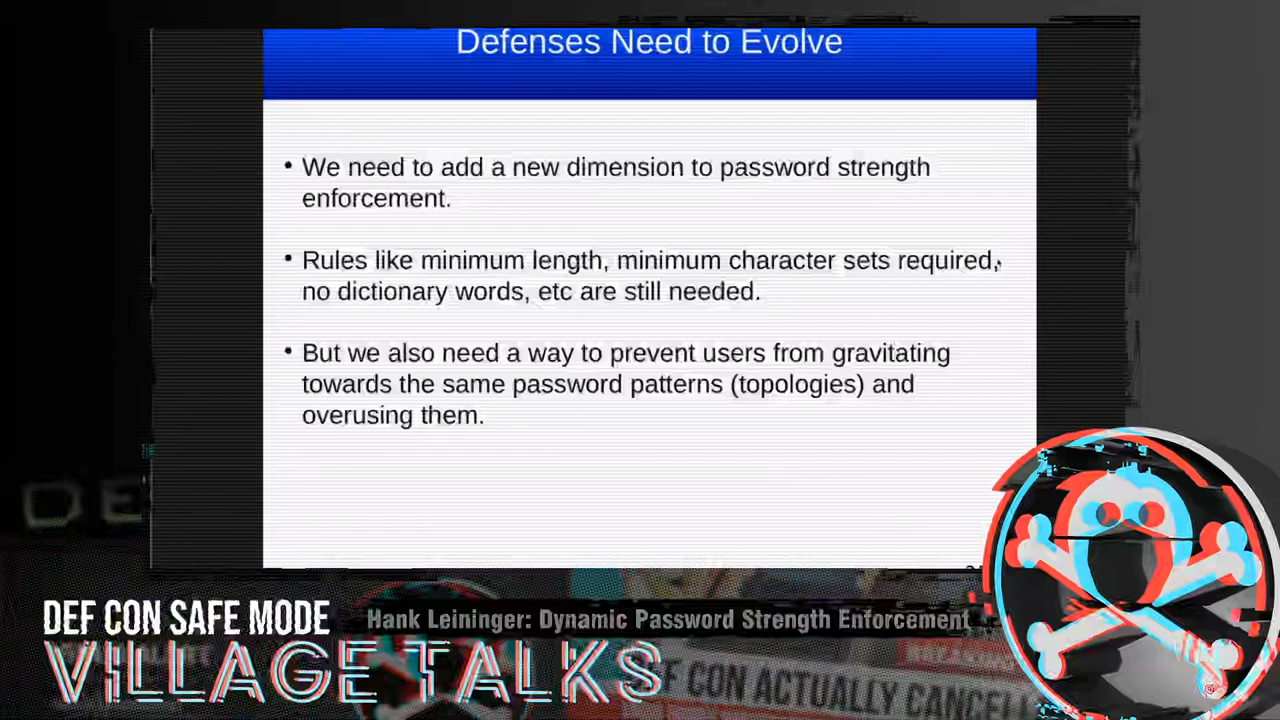 Defenses Need to Evolve
• We need to add a new dimension to password strength
enforcement.
• Rules like minimum length, minimum character sets required,
no dictionary words, etc are still needed.
• But we also need a way to prevent users from gravitating
towards the same password patterns (topologies) and
overusing them.
DE
DEF CON SAFE MODE
Hank Leininger: Dynamic Password Strength Enforcement
VILLAGE TALKS
F CON ACTUALLY CANCEL